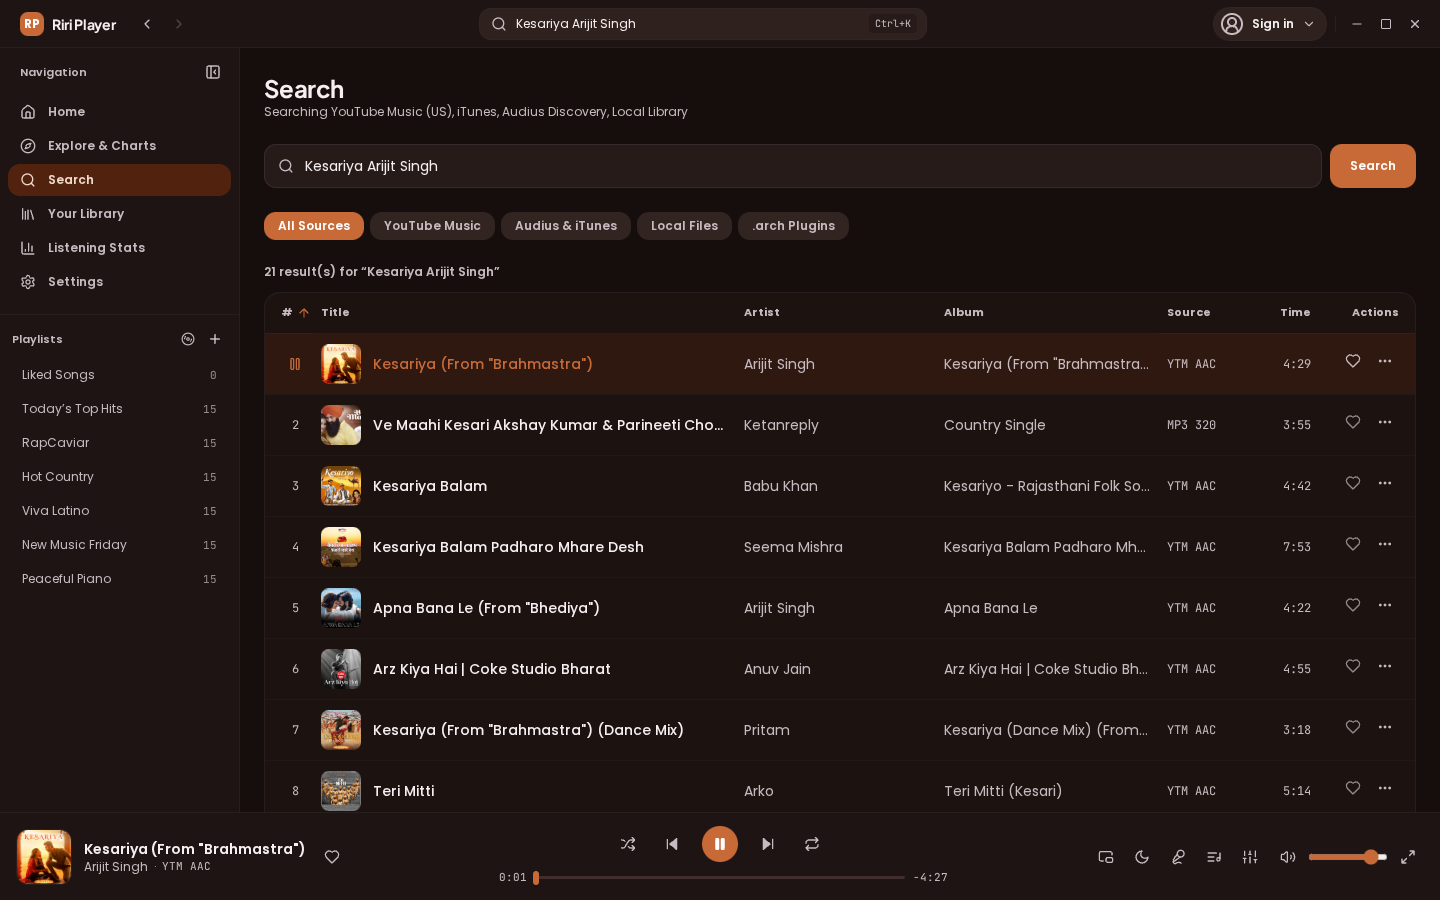 RP RiriPlayer
Kesariya Arijit Singh
Ctrl+K
Sign in
Navigation
Home
Explore & Charts
Search
Your Library
Listening Stats
Settings
Playlists
Liked Songs 0
Today's Top Hits 15
RapCaviar 15
Hot Country 15
Viva Latino 15
New Music Friday 15
Peaceful Piano 15
Search
Searching YouTube Music (US), iTunes, Audius Discovery, Local Library
Kesariya Arijit Singh
Search
All Sources YouTube Music Audius & iTunes Local Files .arch Plugins
21 result(s) for “Kesariya Arijit Singh”
# Title Artist Album Source Time Actions
Kesariya (From "Brahmastra") Arijit Singh Kesariya (From "Brahmastra... YTM AAC 4:29
2 Ve Maahi Kesari Akshay Kumar & Parineeti Cho... Ketanreply Country Single MP3 320 3:55
3 Kesariya Balam Babu Khan Kesariyo - Rajasthani Folk So... YTM AAC 4:42
4 Kesariya Balam Padharo Mhare Desh Seema Mishra Kesariya Balam Padharo Mh... YTM AAC 7:53
5 Apna Bana Le (From "Bhediya") Arijit Singh Apna Bana Le YTM AAC 4:22
6 Arz Kiya Hai | Coke Studio Bharat Anuv Jain Arz Kiya Hai | Coke Studio Bh... YTM AAC 4:55
7 Kesariya (From "Brahmastra") (Dance Mix) Pritam Kesariya (Dance Mix) (From... YTM AAC 3:18
8 Teri Mitti Arko Teri Mitti (Kesari) YTM AAC 5:14
KESARIYA
Kesariya (From "Brahmastra")
Arijit Singh · YTM AAC
0:01
-4:27